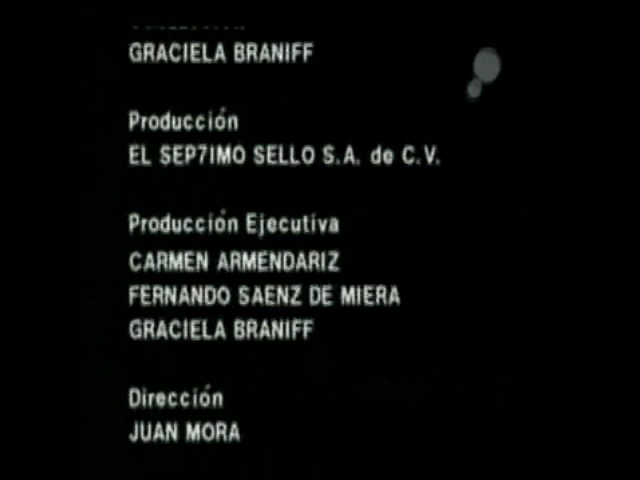 GRACIELA BRANIFF
Producción
EL SEP7IMO SELLO S.A. de C.V.
Producción Ejecutiva
CARMEN ARMENDARIZ
FERNANDO SAENZ DE MIERA
GRACIELA BRANIFF
Dirección
JUAN MORA